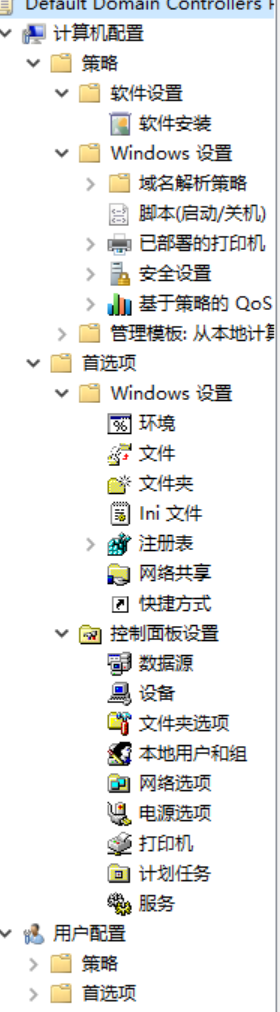 Default Domain Controllers
计算机配置
策略
软件设置
软件安装
Windows 设置
域名解析策略
脚本(启动/关机)
已部署的打印机
安全设置
基于策略的 QoS
管理模板: 从本地计算
首选项
Windows 设置
环境
文件
文件夹
Ini 文件
注册表
网络共享
快捷方式
控制面板设置
数据源
设备
文件夹选项
本地用户和组
网络选项
电源选项
打印机
计划任务
服务
用户配置
策略
首选项